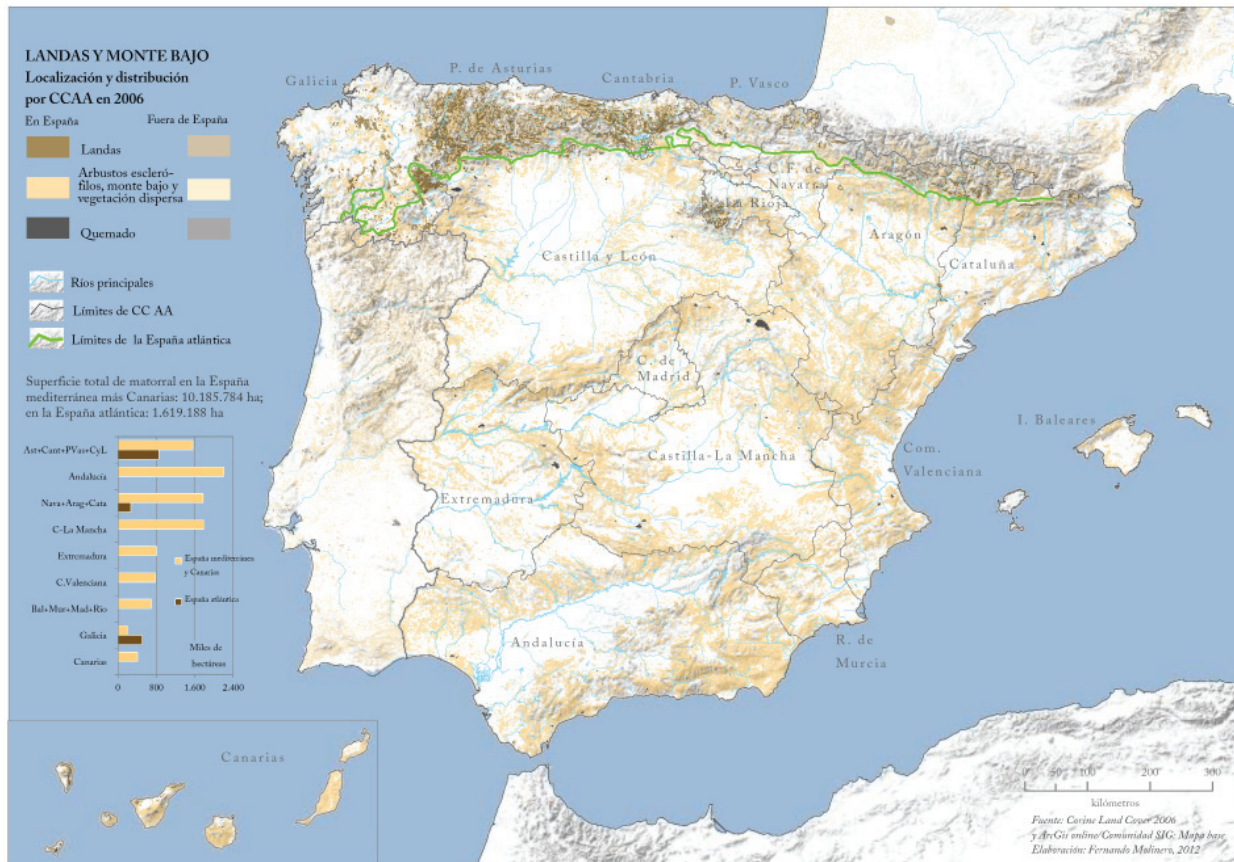 LANDAS Y MONTE BAJO
Localización y distribución
por CCAA en 2006
En España
Fuera de España
Landas
Arbustos escleró-
filos, monte bajo y
vegetación dispersa
Quemado
Ríos principales
Límites de CC AA
Límites de la España atlántica
Superficie total de matorral en la España
mediterránea más Canarias: 10.185.784 ha;
en la España atlántica: 1.619.188 ha
Ast+Cant+PVas+CyL
Andalucía
Nava+Arag+Cata
C-La Mancha
Extremadura
C.Valenciana
Bal+Mur+Mad+Rio
Galicia
Canarias
España mediterránea
y Canarias
España atlántica
Miles de
hectáreas
0 800 1.600 2.400
Galicia
P. de Asturias
Cantabria
P. Vasco
C.F. de
Navarra
La Rioja
Aragón
Cataluña
Castilla y León
C. de
Madrid
I. Baleares
Castilla-La Mancha
Com.
Valenciana
Extremadura
Andalucía
R. de
Murcia
Canarias
0 50 100 200 300
kilómetros
Fuente: Corine Land Cover 2006
y ArcGis online/Comunidad SIG: Mapa base
Elaboración: Fernando Molinero, 2012